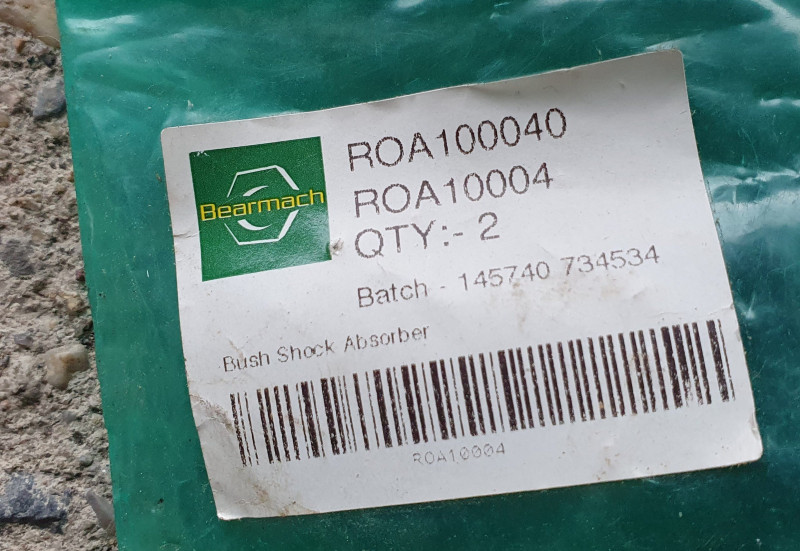 Bearmach
ROA100040
ROA10004
QTY:- 2
Batch - 145740 734534
Bush Shock Absorber
ROA10004